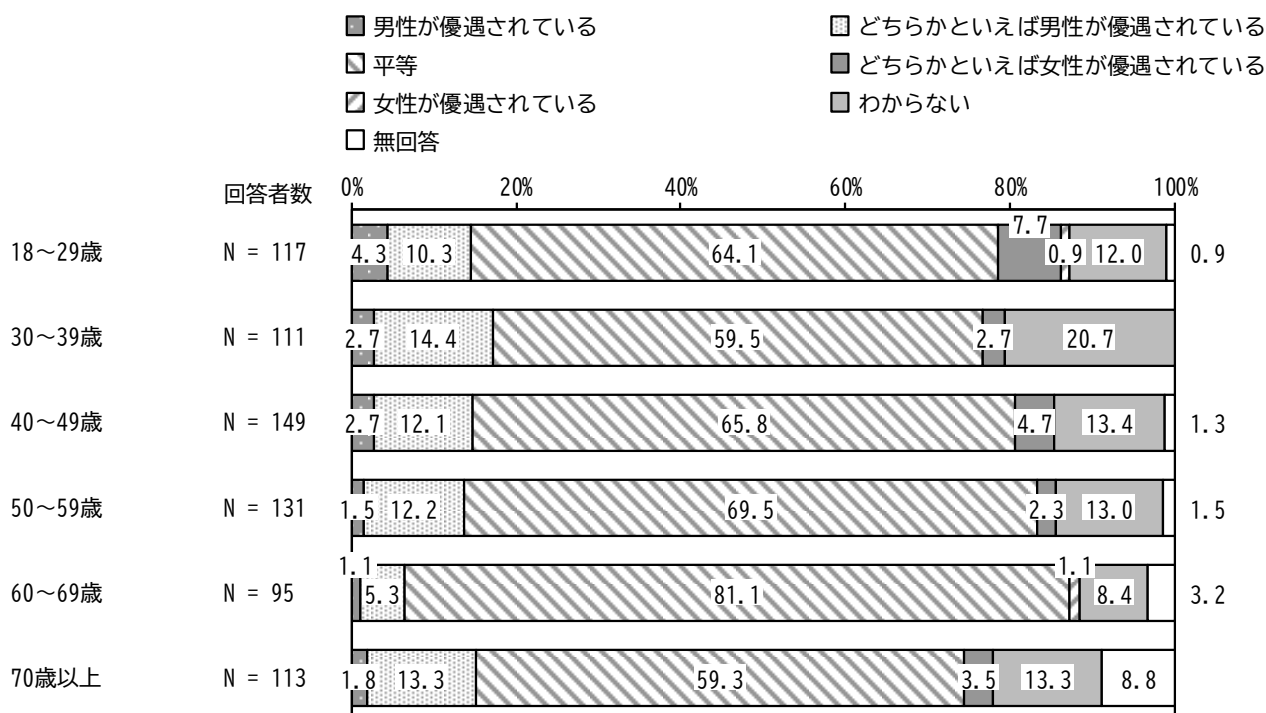 男性が優遇されている どちらかといえば男性が優遇されている
平等 どちらかといえば女性が優遇されている
女性が優遇されている わからない
無回答
回答者数 0% 20% 40% 60% 80% 100%
18～29歳 N = 117 4.3 10.3 64.1 7.7 0.9 12.0 0.9
30～39歳 N = 111 2.7 14.4 59.5 2.7 20.7
40～49歳 N = 149 2.7 12.1 65.8 4.7 13.4 1.3
50～59歳 N = 131 1.5 12.2 69.5 2.3 13.0 1.5
60～69歳 N = 95 1.1 5.3 81.1 1.1 8.4 3.2
70歳以上 N = 113 1.8 13.3 59.3 3.5 13.3 8.8